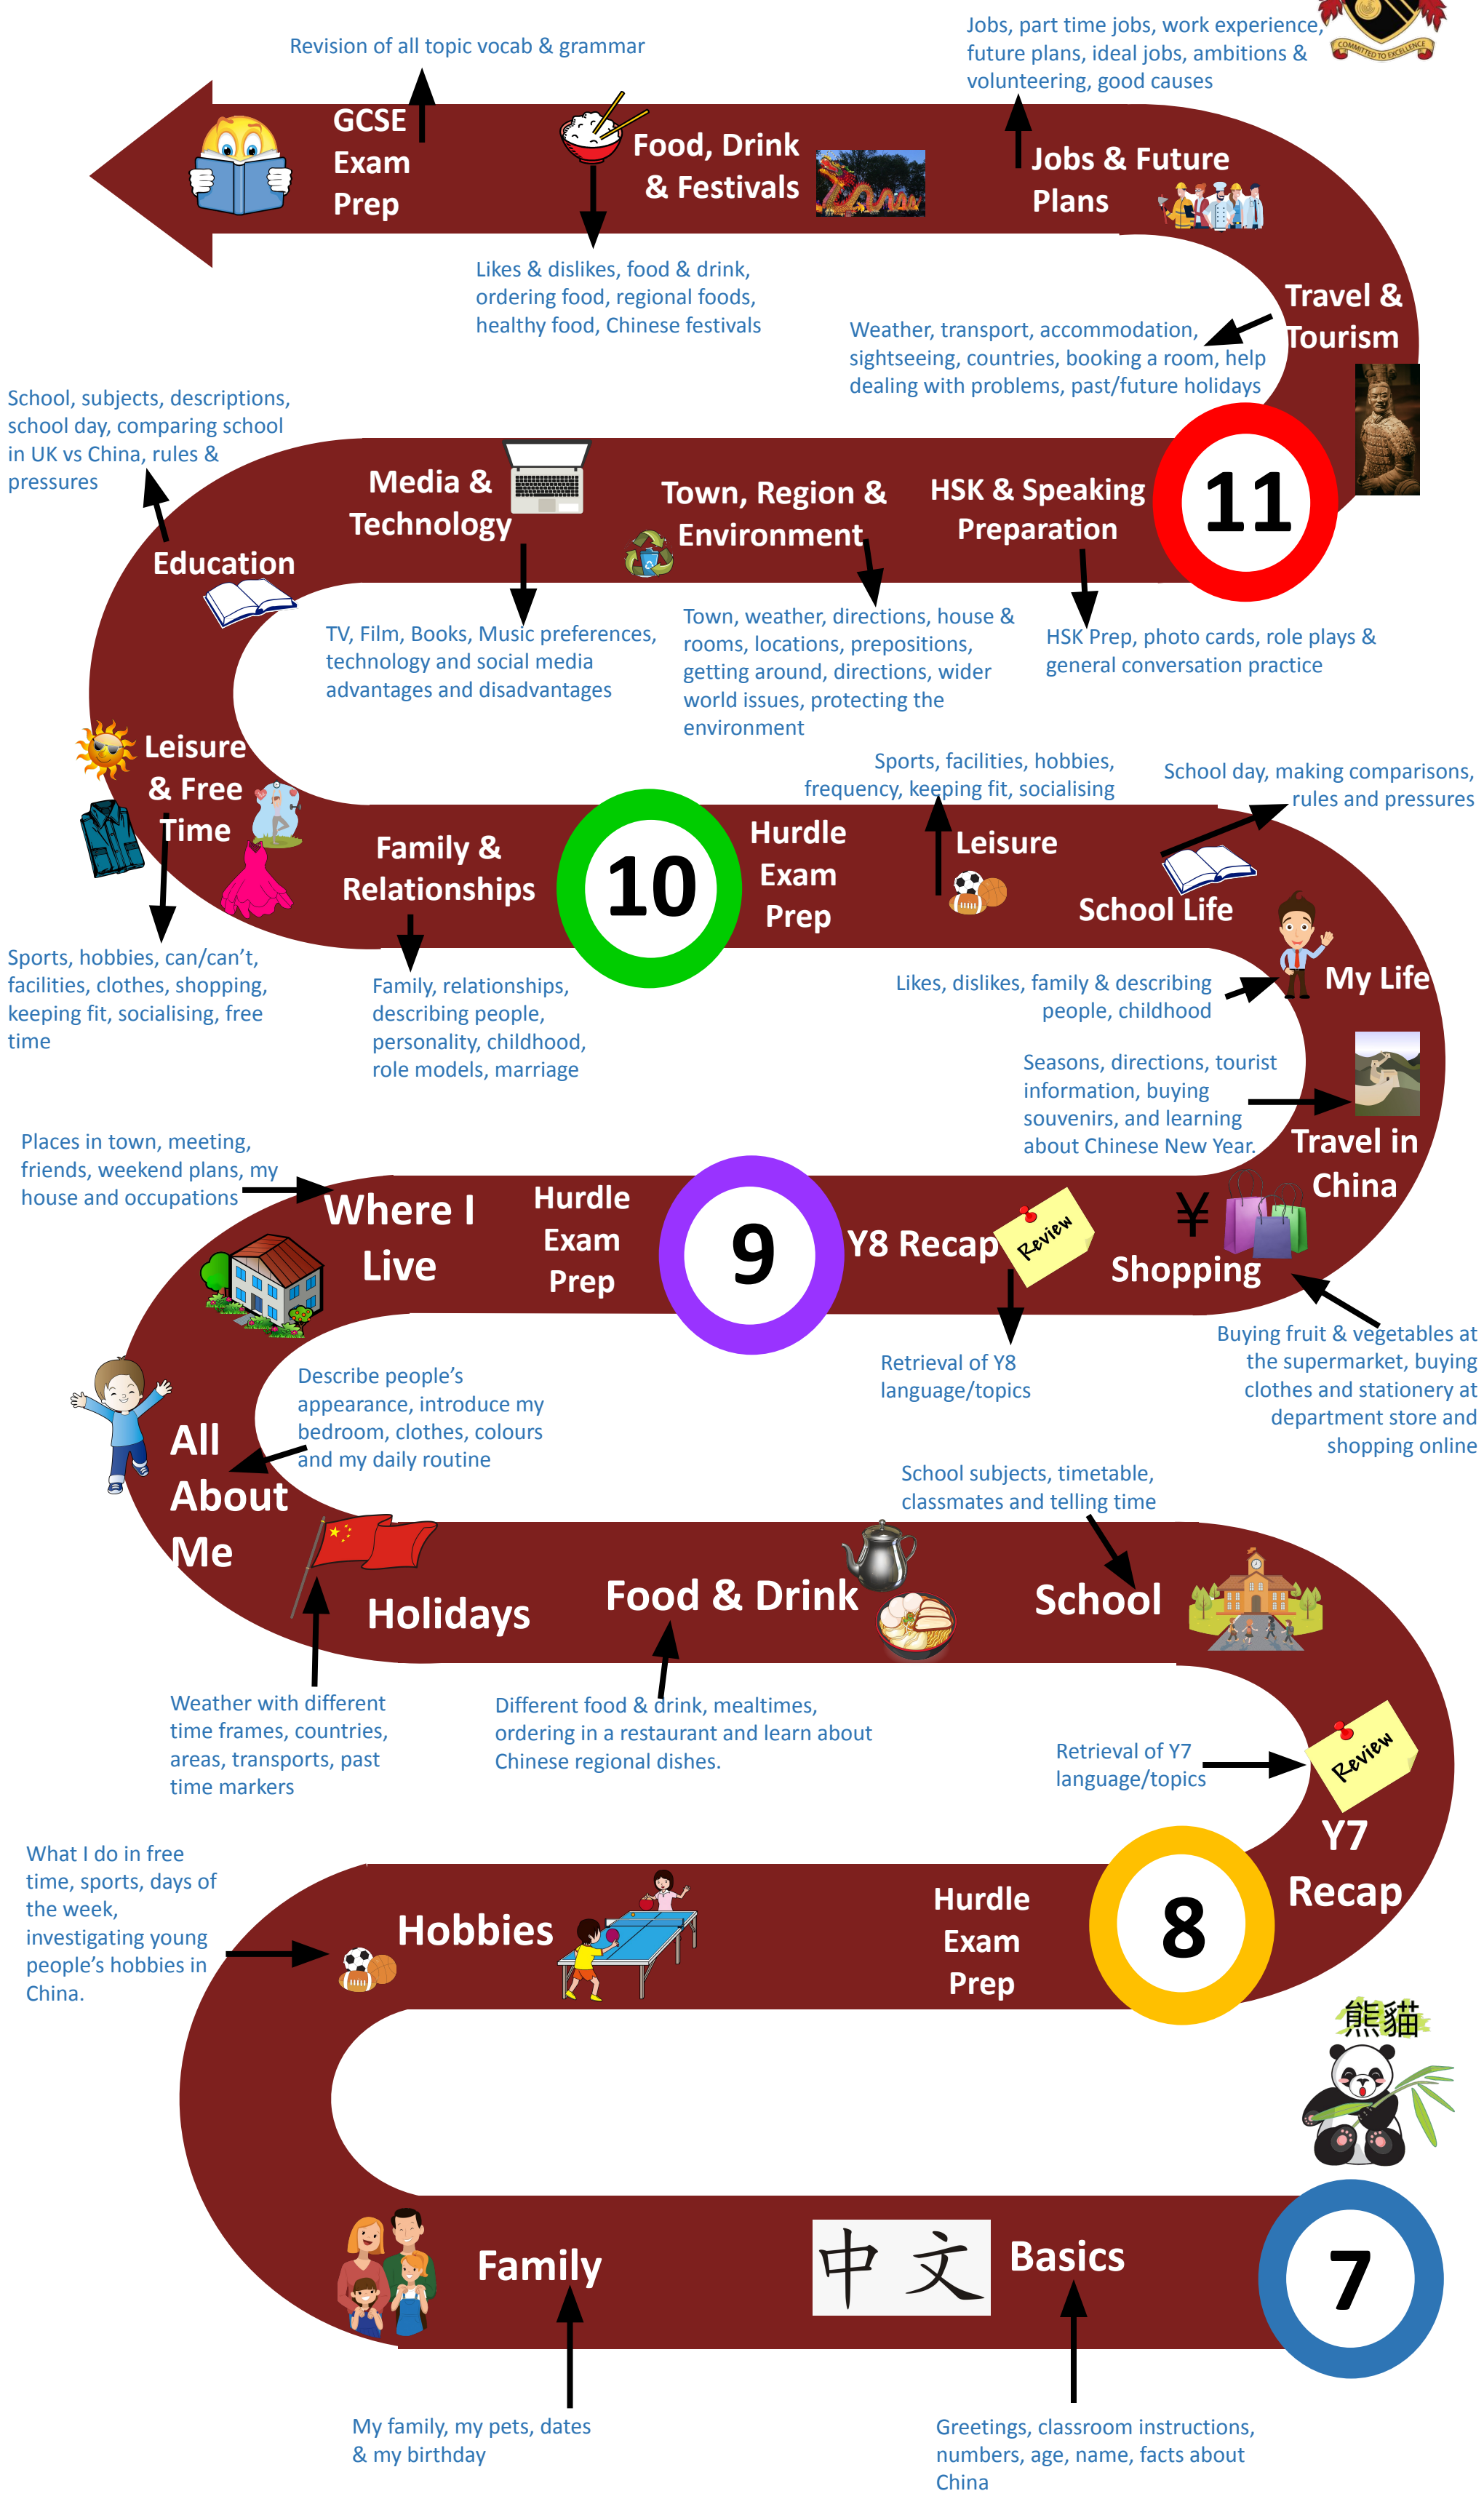 Jobs, part time jobs, work experience,
future plans, ideal jobs, ambitions &
volunteering, good causes
COMMITTED TO EXCELLENCE
Revision of all topic vocab & grammar
GCSE
Exam
Prep
Food, Drink
& Festivals
Jobs & Future
Plans
Likes & dislikes, food & drink,
ordering food, regional foods,
healthy food, Chinese festivals
Travel &
Tourism
Weather, transport, accommodation,
sightseeing, countries, booking a room, help
dealing with problems, past/future holidays
School, subjects, descriptions,
school day, comparing school
in UK vs China, rules &
pressures
Media &
Technology
Town, Region &
Environment
HSK & Speaking
Preparation
11
Education
TV, Film, Books, Music preferences,
technology and social media
advantages and disadvantages
Town, weather, directions, house &
rooms, locations, prepositions,
getting around, directions, wider
world issues, protecting the
environment
HSK Prep, photo cards, role plays &
general conversation practice
Leisure
& Free
Time
Sports, facilities, hobbies,
frequency, keeping fit, socialising
School day, making comparisons,
rules and pressures
Family &
Relationships
10
Hurdle
Exam
Prep
Leisure
School Life
My Life
Sports, hobbies, can/can't,
facilities, clothes, shopping,
keeping fit, socialising, free
time
Family, relationships,
describing people,
personality, childhood,
role models, marriage
Likes, dislikes, family & describing
people, childhood
Seasons, directions, tourist
information, buying
souvenirs, and learning
about Chinese New Year.
Travel in
China
Places in town, meeting,
friends, weekend plans, my
house and occupations
Where I
Live
Hurdle
Exam
Prep
9
Y8 Recap
Review
¥
Shopping
Retrieval of Y8
language/topics
Buying fruit & vegetables at
the supermarket, buying
clothes and stationery at
department store and
shopping online
Describe people's
appearance, introduce my
bedroom, clothes, colours
and my daily routine
All
About
Me
School subjects, timetable,
classmates and telling time
Holidays
Food & Drink
School
Weather with different
time frames, countries,
areas, transports, past
time markers
Different food & drink, mealtimes,
ordering in a restaurant and learn about
Chinese regional dishes.
Retrieval of Y7
language/topics
Review
Y7
Recap
What I do in free
time, sports, days of
the week,
investigating young
people's hobbies in
China.
Hobbies
Hurdle
Exam
Prep
8
熊貓
Family
中文
Basics
7
My family, my pets, dates
& my birthday
Greetings, classroom instructions,
numbers, age, name, facts about
China